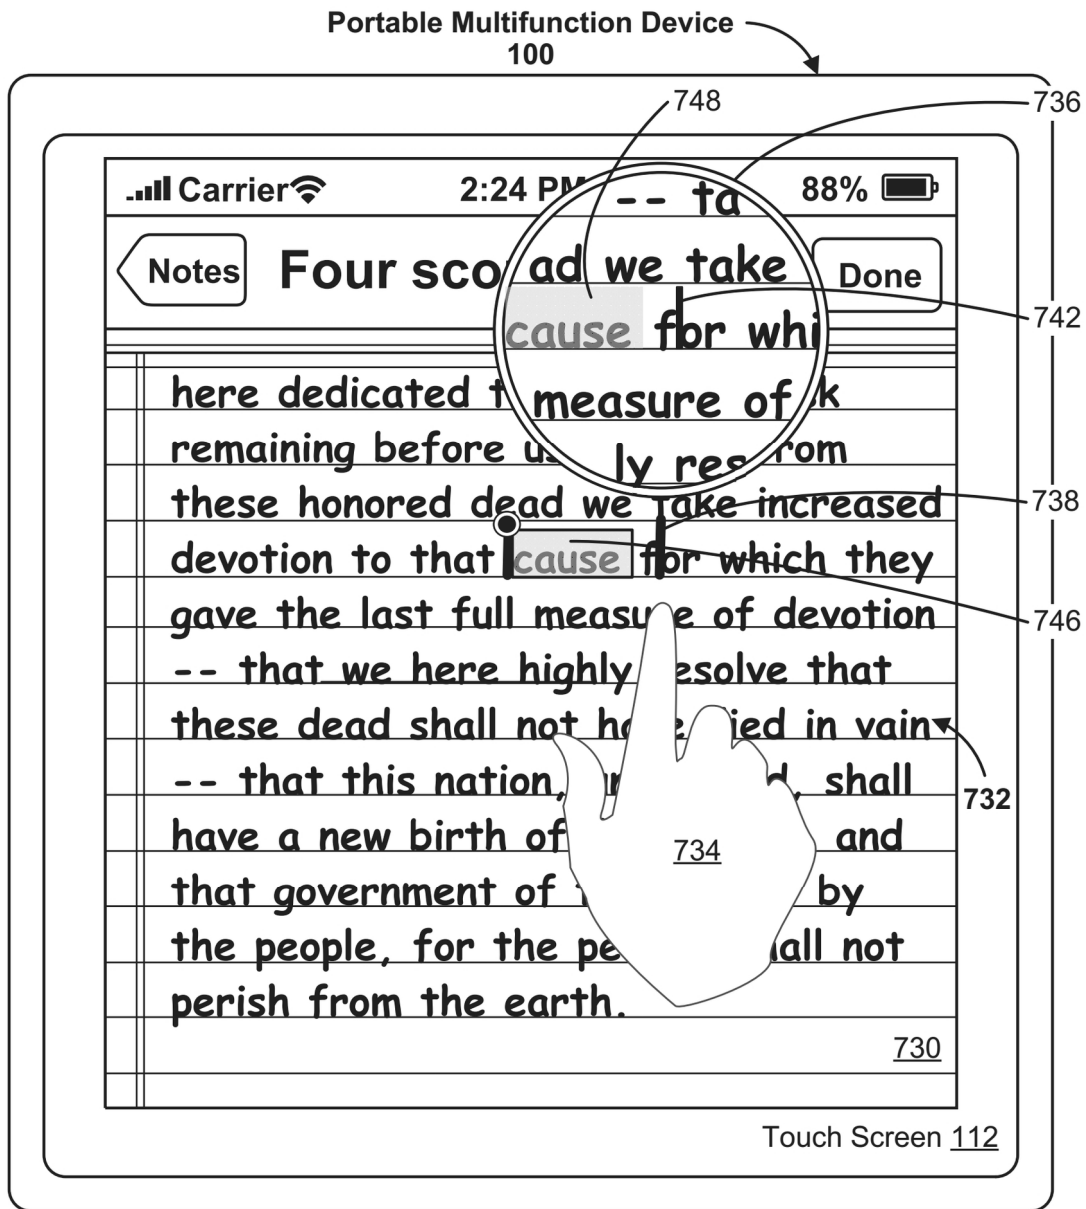 Portable Multifunction Device
100
748
736
Carrier 2:24 PM 88%
-- ta
Notes Four sco Done
ad we take
742
cause for whi
measure of
ly res
here dedicated t k
remaining before us rom
these honored dead we take increased
738
devotion to that cause for which they
gave the last full measure of devotion
746
-- that we here highly resolve that
these dead shall not ha e ied in vain
732
-- that this nation, un d, shall
734
have a new birth of and
that government of by
the people, for the pe all not
perish from the earth.
730
Touch Screen 112